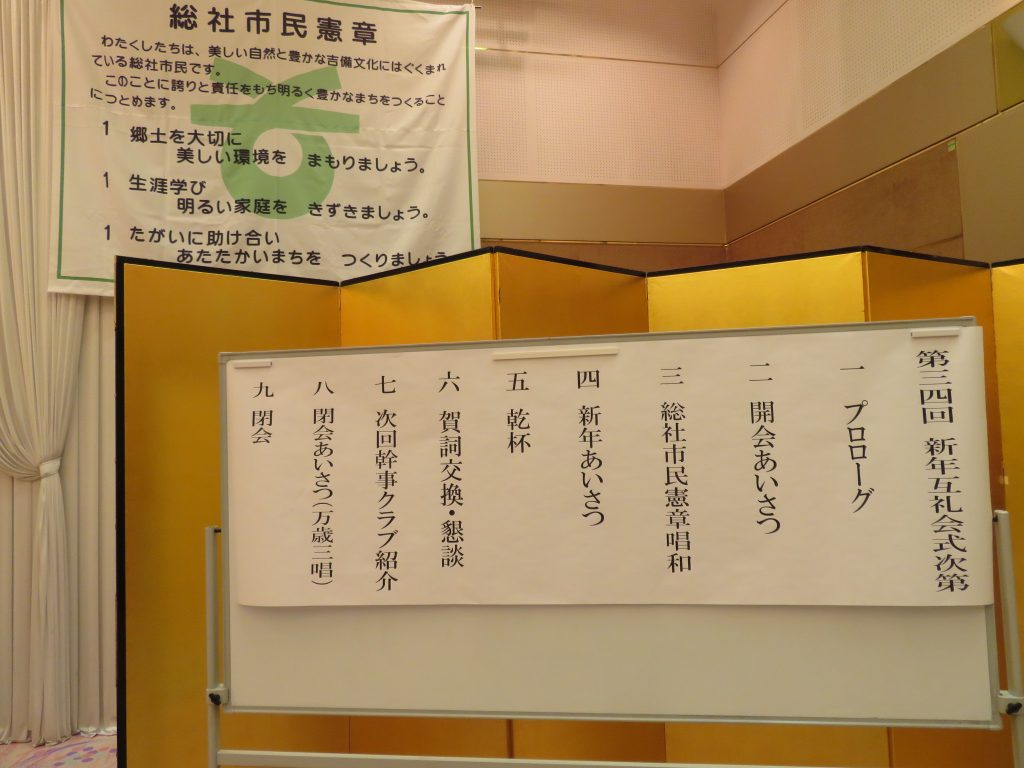 総社市民憲章
わたくしたちは、美しい自然と豊かな吉備文化にはぐくまれ
ている総社市民です。
このことに誇りと責任をもち明るく豊かなまちをつくること
につとめます。
1 郷土を大切に
美しい環境を まもりましょう。
1 生涯学び
明るい家庭を きずきましょう。
1 たがいに助け合い
あたたかいまちを つくりましょう
第三四回 新年互礼会式次第
一 プロローグ
二 開会あいさつ
三 総社市民憲章唱和
四 新年あいさつ
五 乾杯
六 賀詞交換・懇談
七 次回幹事クラブ紹介
八 閉会あいさつ(万歳三唱)
九 閉会